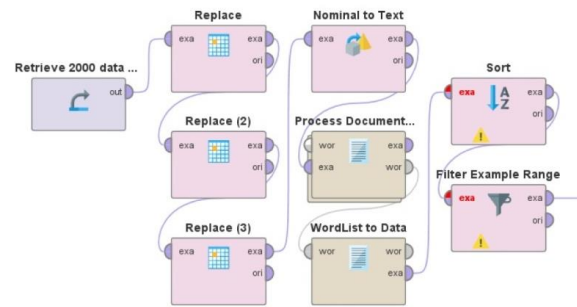 Retrieve 2000 data ...
out
Replace
exa
exa
ori
Replace (2)
exa
exa
ori
Replace (3)
exa
exa
ori
Nominal to Text
exa
exa
ori
Process Document...
wor
exa
exa
wor
WordList to Data
wor
wor
exa
Sort
exa
exa
ori
A
Z
Filter Example Range
exa
exa
ori